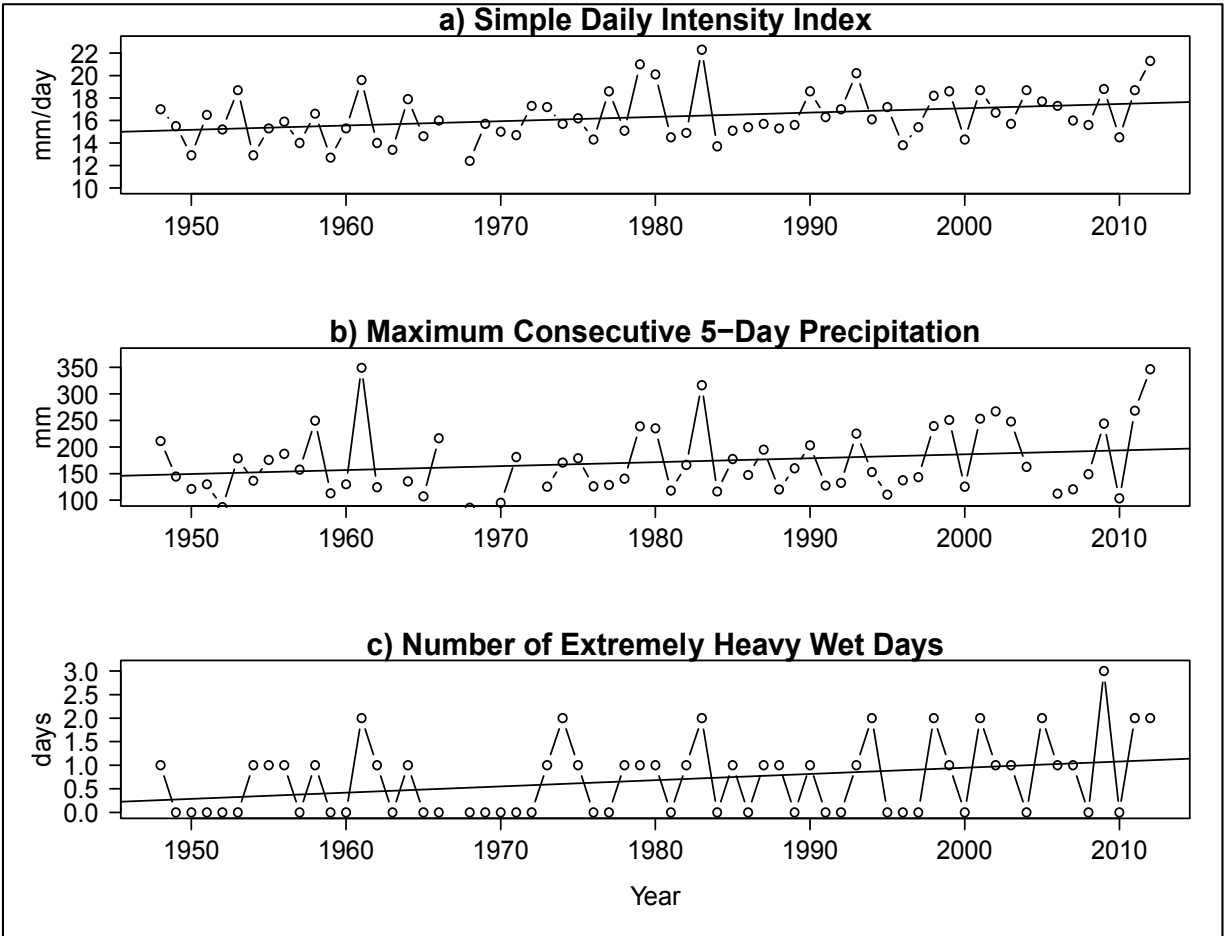 a) Simple Daily Intensity Index
mm/day
22
20
18
16
14
12
10
1950 1960 1970 1980 1990 2000 2010
b) Maximum Consecutive 5−Day Precipitation
mm
350
300
250
200
150
100
1950 1960 1970 1980 1990 2000 2010
c) Number of Extremely Heavy Wet Days
days
3.0
2.5
2.0
1.5
1.0
0.5
0.0
1950 1960 1970 1980 1990 2000 2010
Year